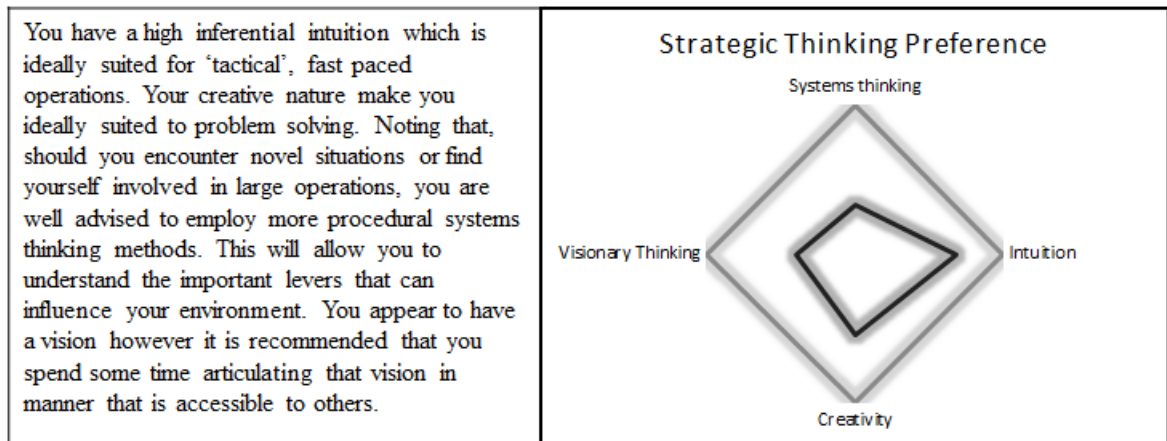 You have a high inferential intuition which is
ideally suited for ‘tactical’, fast paced
operations. Your creative nature make you
ideally suited to problem solving. Noting that,
should you encounter novel situations or find
yourself involved in large operations, you are
well advised to employ more procedural systems
thinking methods. This will allow you to
understand the important levers that can
influence your environment. You appear to have
a vision however it is recommended that you
spend some time articulating that vision in
manner that is accessible to others.
Strategic Thinking Preference
Systems thinking
Visionary Thinking
Intuition
Creativity